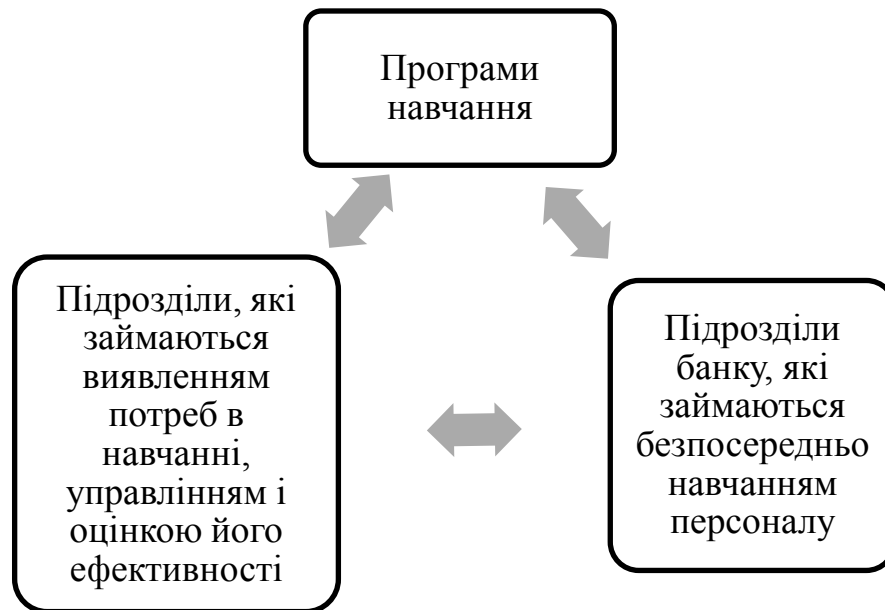 Програми
навчання
Підрозділи, які
займаються
виявленням
потреб в
навчанні,
управлінням і
оцінкою його
ефективності
Підрозділи
банку, які
займаються
безпосередньо
навчанням
персоналу